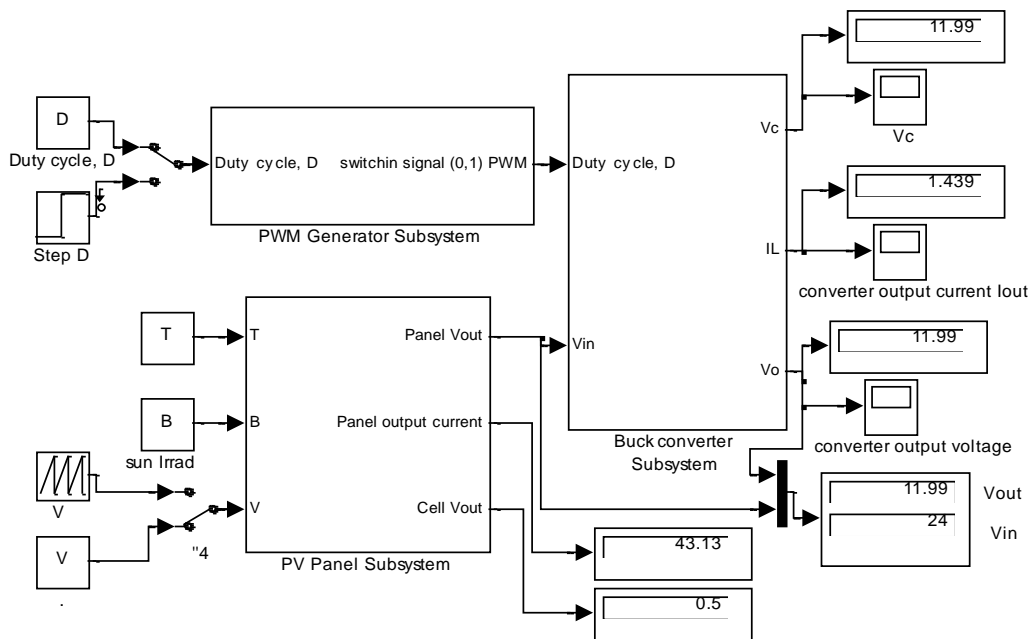 11.99
Vc
D
Duty cycle, D
Duty cycle, D
switchin signal (0,1) PWM
PWM Generator Subsystem
Step D
Duty cycle, D
Vc
IL
Vin
Vo
Buck converter
Subsystem
1.439
converter output current Iout
11.99
converter output voltage
T
B
sun Irrad
V
V
.
"4
T
B
V
Panel Vout
Panel output current
Cell Vout
PV Panel Subsystem
11.99
24
Vout
Vin
43.13
0.5